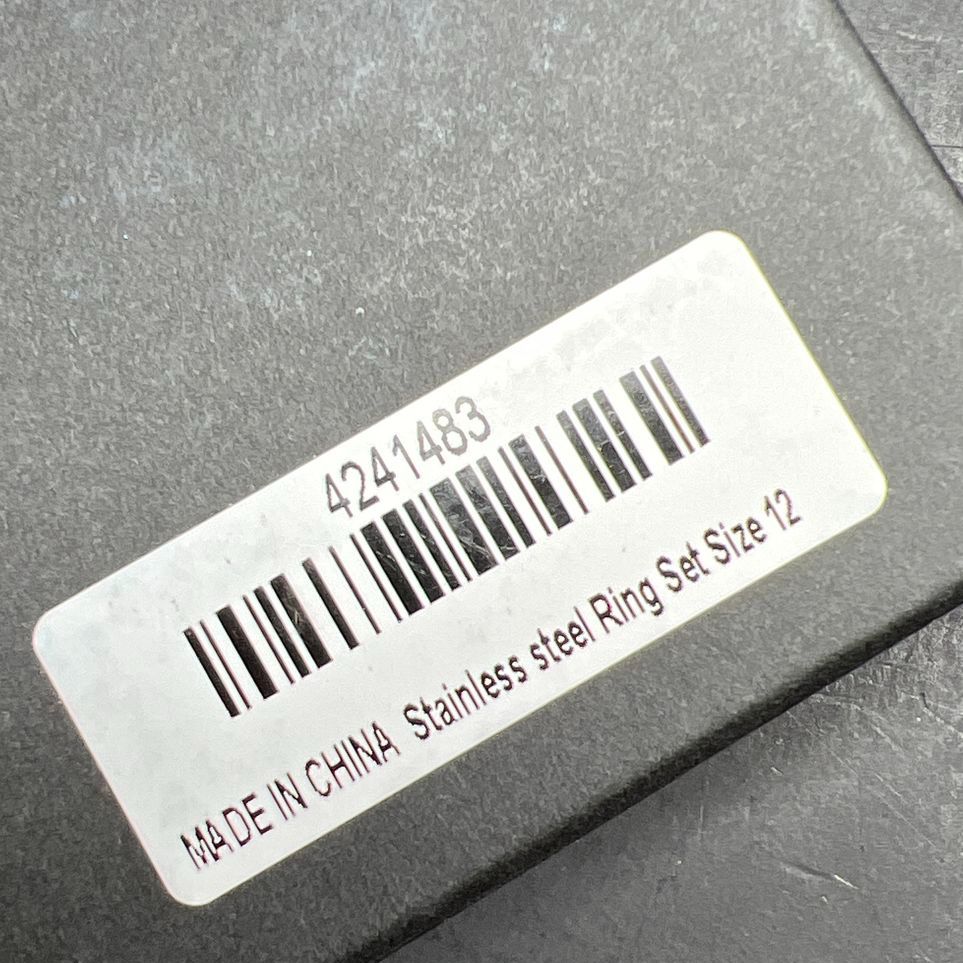 4241483
MADE IN CHINA Stainless steel Ring Set Size 12